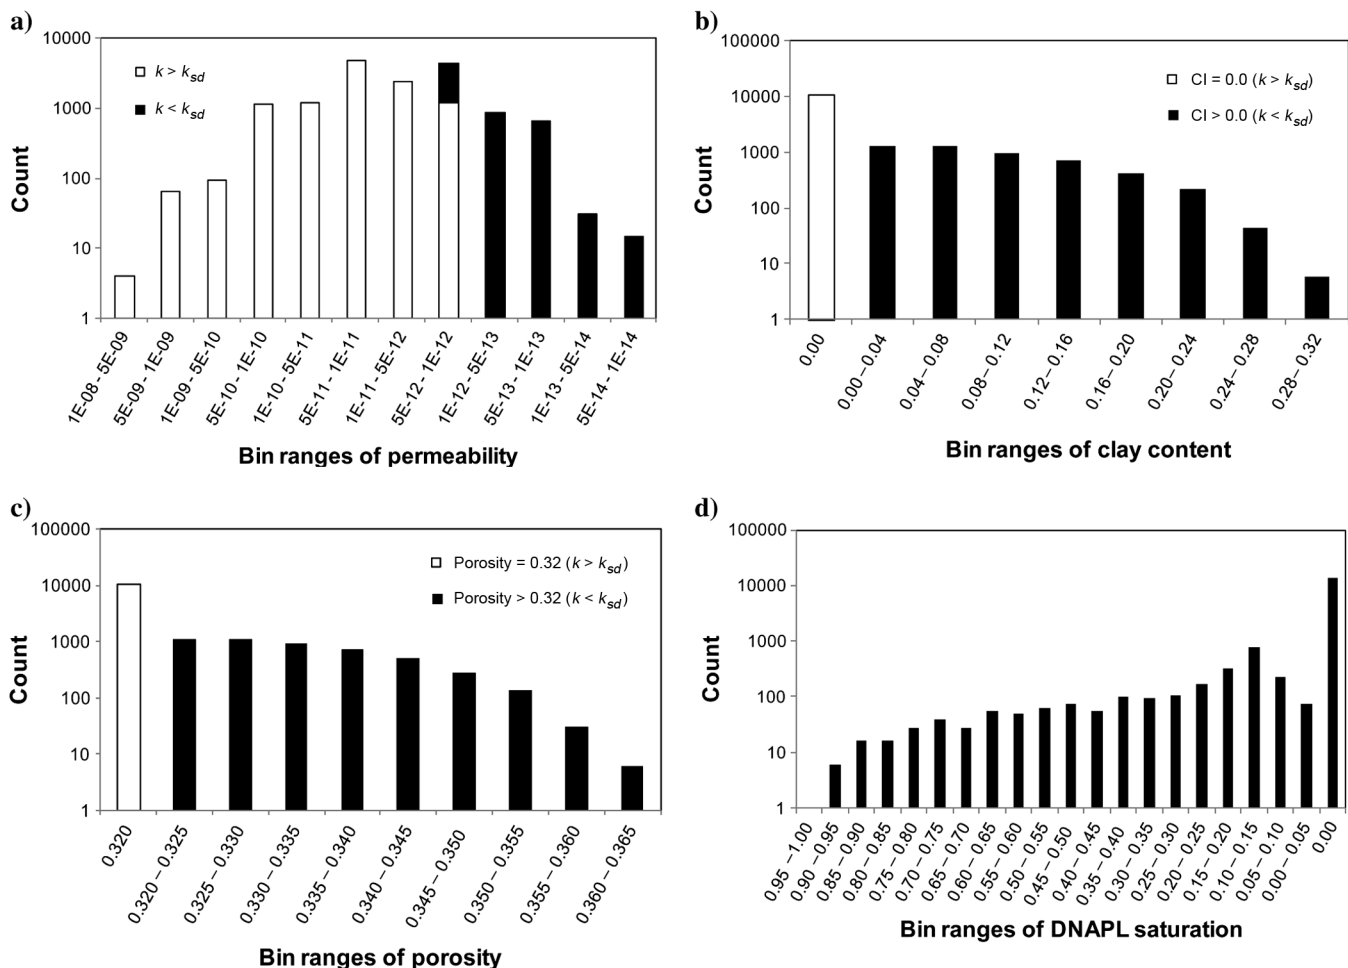 a)
10000
1000
100
10
1
Count
k > ksd
k < ksd
1E-08 - 5E-09
5E-09 - 1E-09
1E-09 - 5E-10
5E-10 - 1E-10
1E-10 - 5E-11
5E-11 - 1E-11
1E-11 - 5E-12
5E-12 - 1E-12
1E-12 - 5E-13
5E-13 - 1E-13
1E-13 - 5E-14
5E-14 - 1E-14
Bin ranges of permeability
b)
100000
10000
1000
100
10
1
Count
CI = 0.0 (k > ksd)
CI > 0.0 (k < ksd)
0.00
0.00 – 0.04
0.04 – 0.08
0.08 – 0.12
0.12 – 0.16
0.16 – 0.20
0.20 – 0.24
0.24 – 0.28
0.28 – 0.32
Bin ranges of clay content
c)
100000
10000
1000
100
10
1
Count
Porosity = 0.32 (k > ksd)
Porosity > 0.32 (k < ksd)
0.320
0.320 – 0.325
0.325 – 0.330
0.330 – 0.335
0.335 – 0.340
0.340 – 0.345
0.345 – 0.350
0.350 – 0.355
0.355 – 0.360
0.360 – 0.365
Bin ranges of porosity
d)
100000
10000
1000
100
10
1
Count
0.95 – 1.00
0.90 – 0.95
0.85 – 0.90
0.80 – 0.85
0.75 – 0.80
0.70 – 0.75
0.65 – 0.70
0.60 – 0.65
0.55 – 0.60
0.50 – 0.55
0.45 – 0.50
0.40 – 0.45
0.35 – 0.40
0.30 – 0.35
0.25 – 0.30
0.20 – 0.25
0.15 – 0.20
0.10 – 0.15
0.05 – 0.10
0.00 – 0.05
0.00
Bin ranges of DNAPL saturation